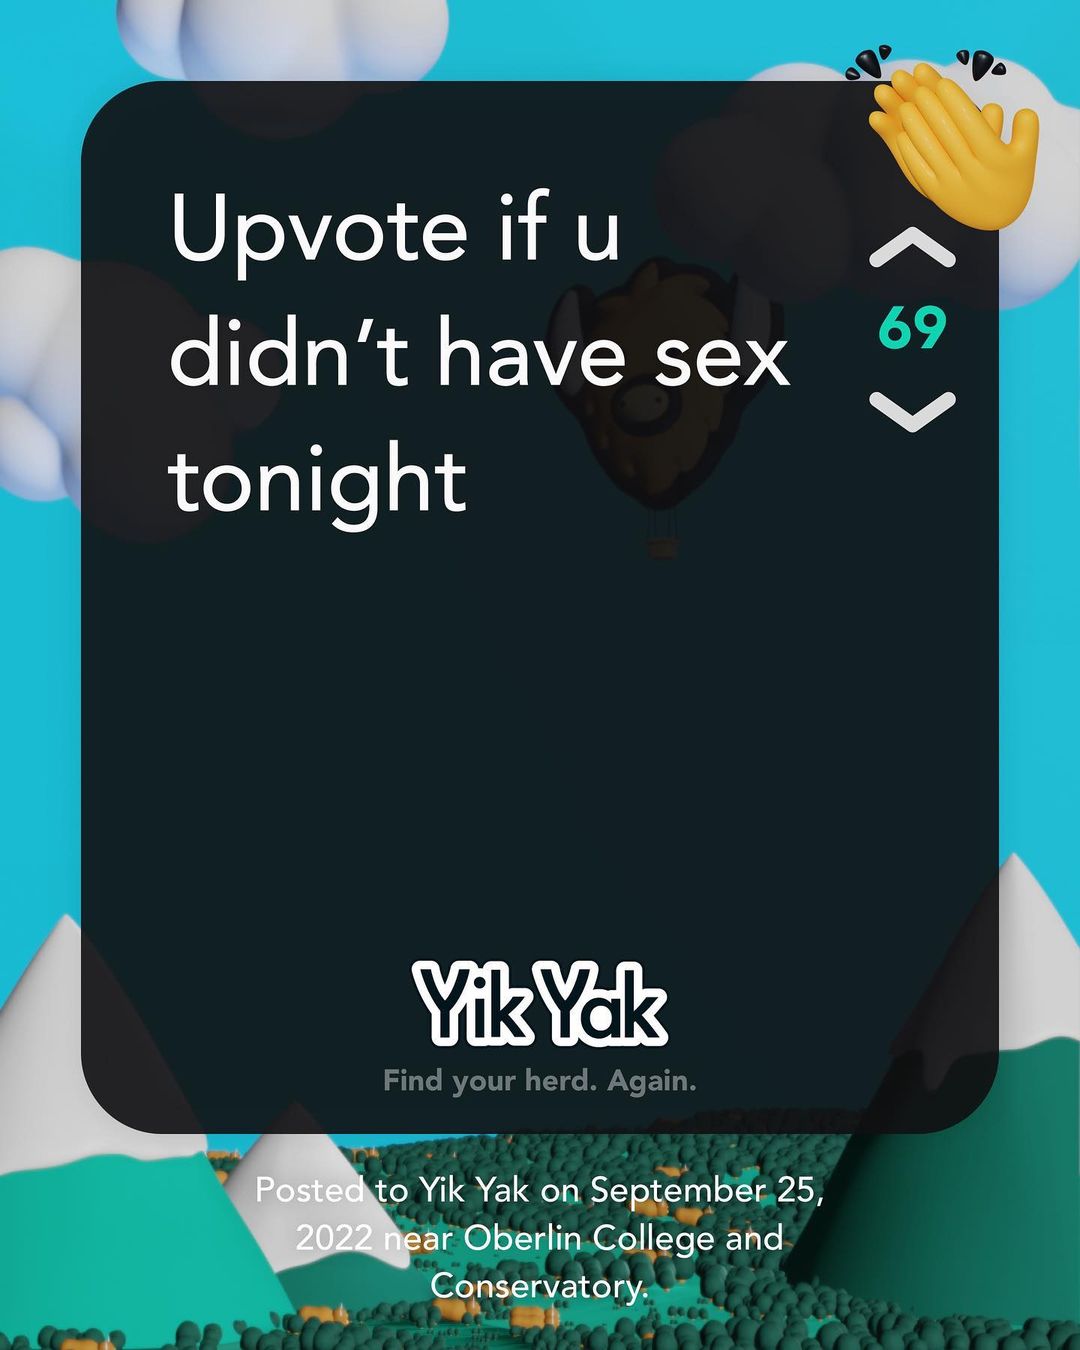 Upvote if u
didn’t have sex
tonight
69
Yik Yak
Find your herd. Again.
Posted to Yik Yak on September 25,
2022 near Oberlin College and
Conservatory.